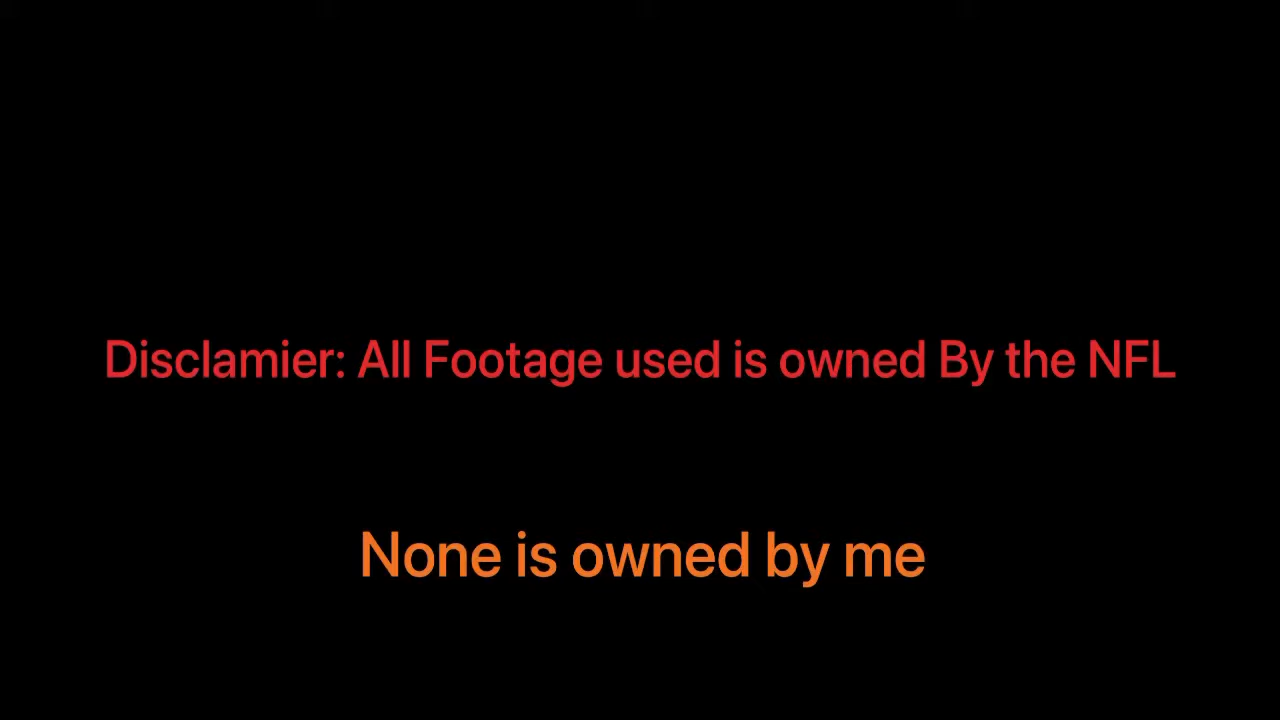 Disclamier: All Footage used is owned By the NFL
None is owned by me